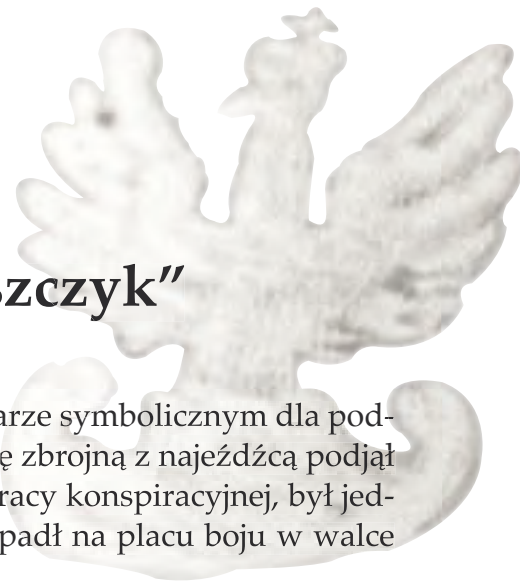 szczyk”
arze symbolicznym dla pod-
ę zbrojną z najeźdźcą podjął
racy konspiracyjnej, był jed-
padł na placu boju w walce